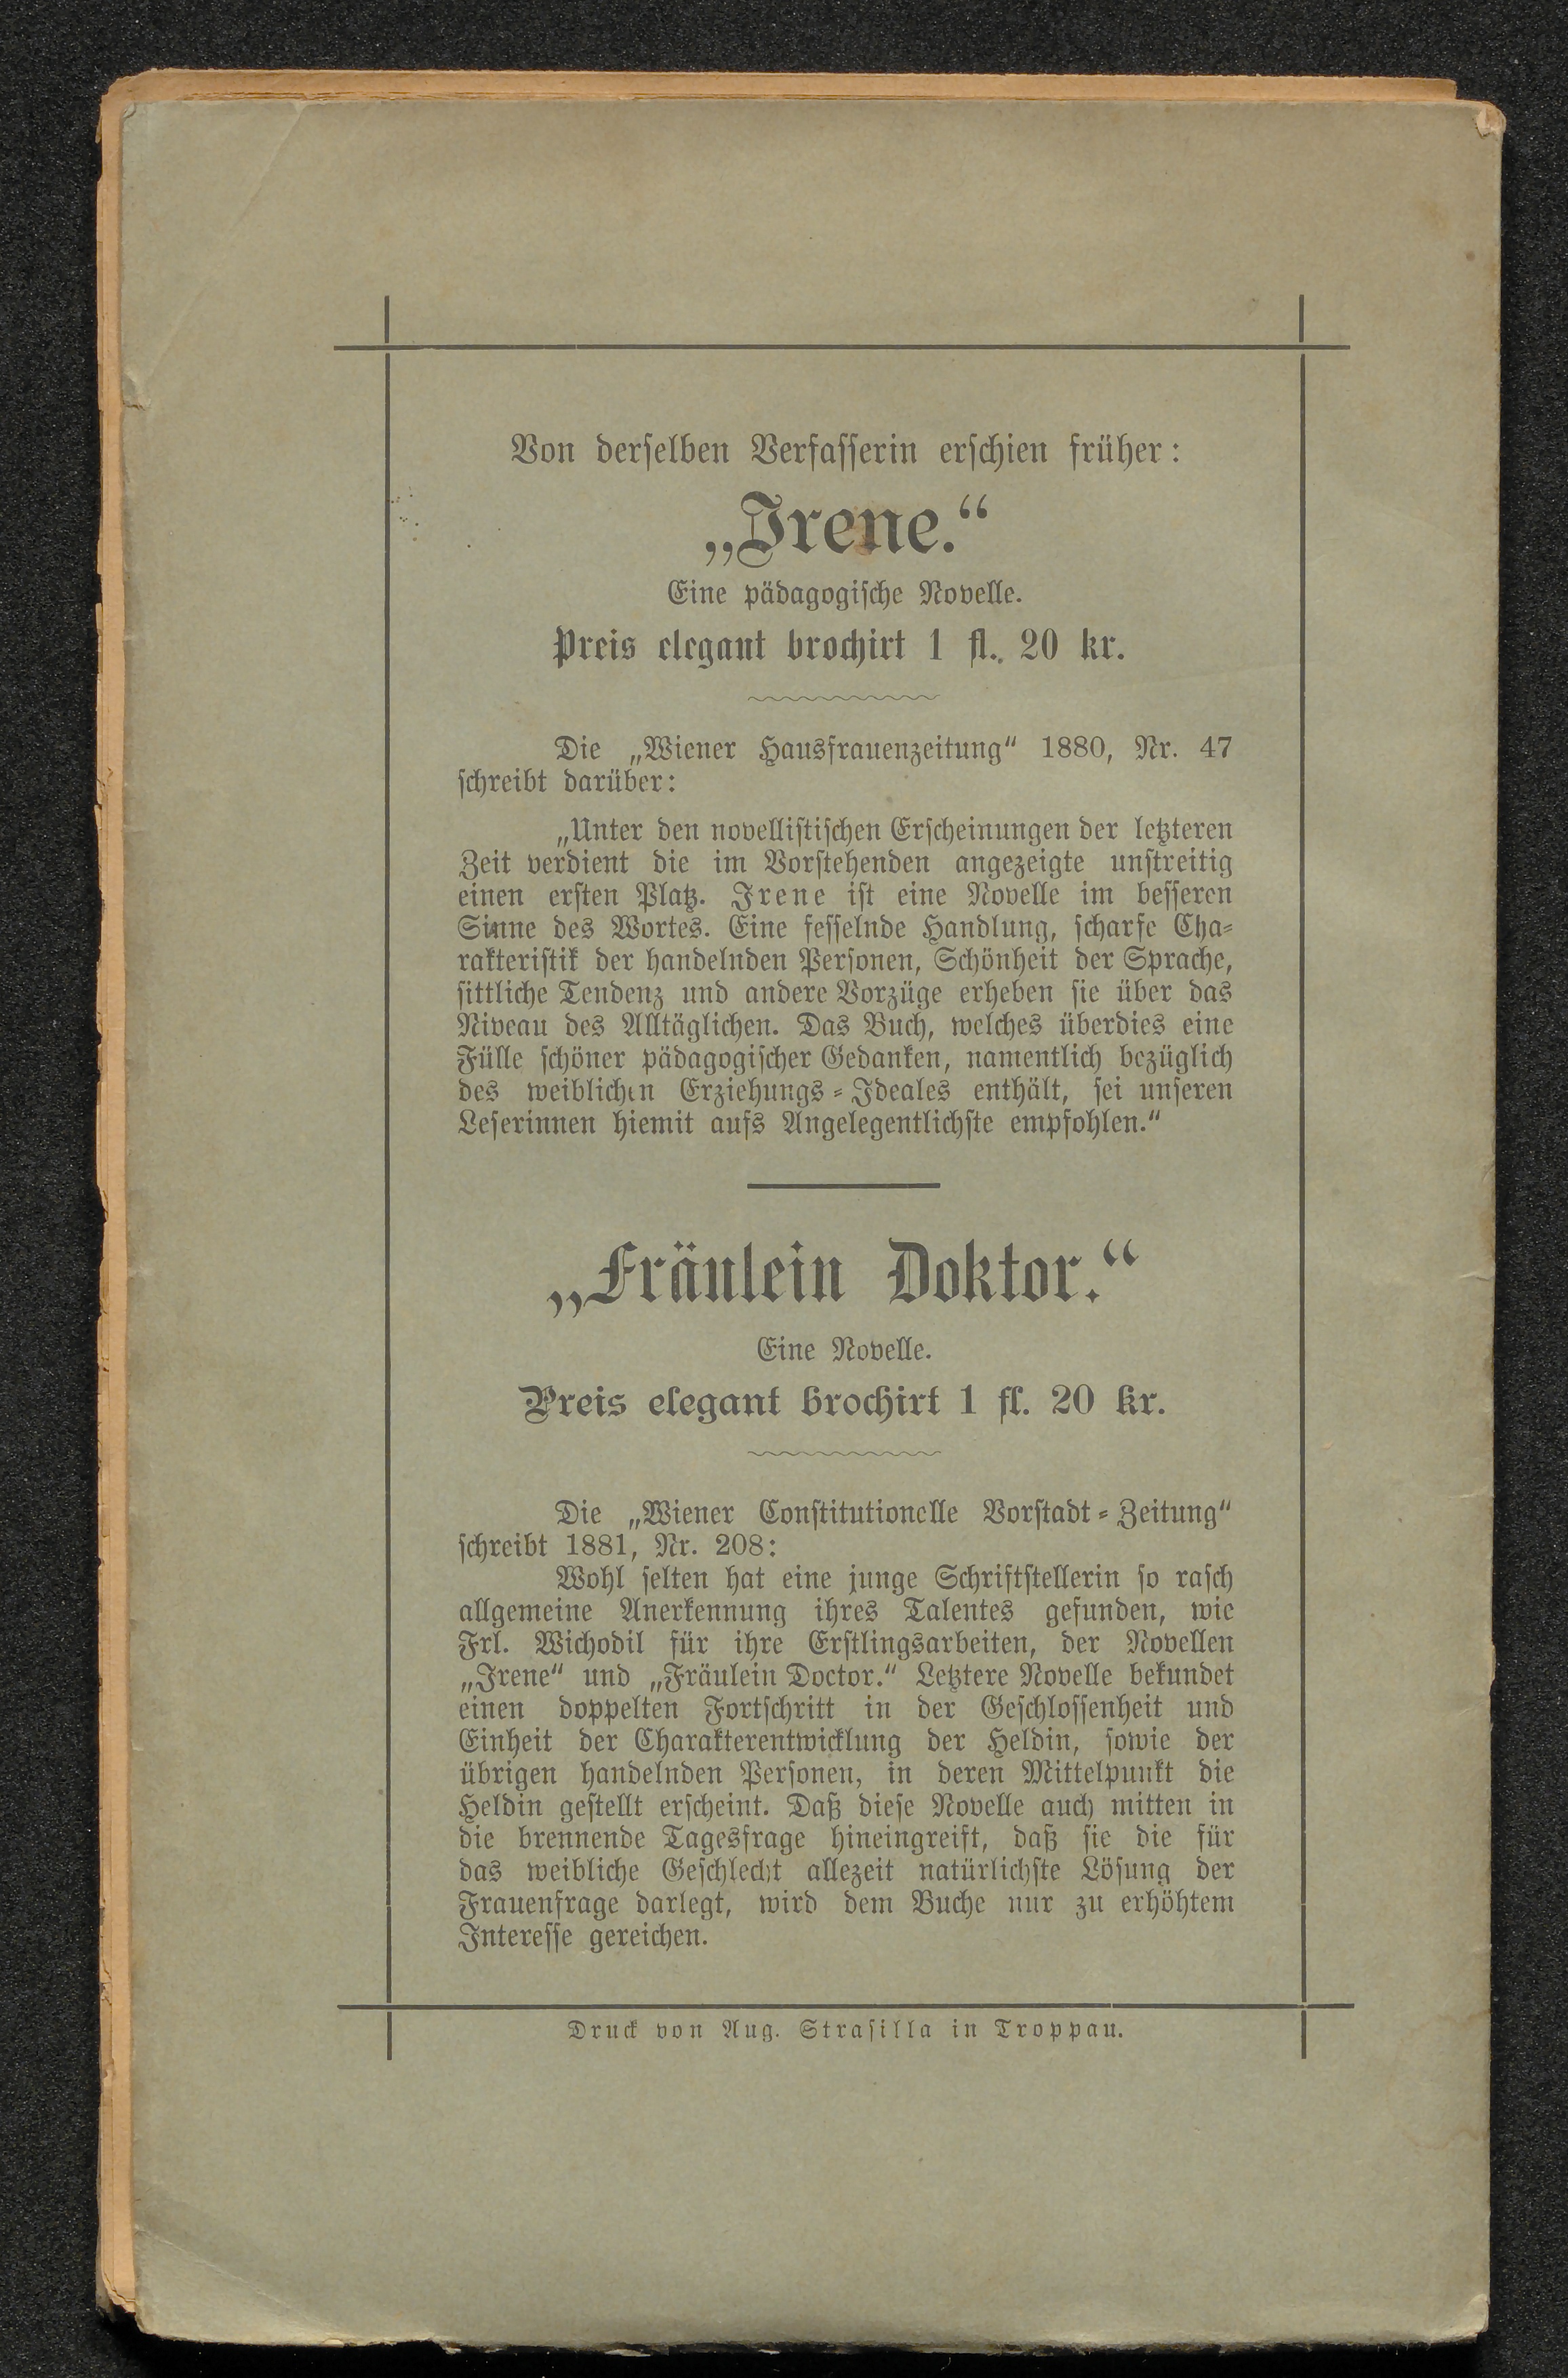 Von derselben Verfasserin erschien früher:
„Irene.“
Eine pädagogische Novelle.
Preis elegant brochirt 1 fl. 20 kr.
Die „Wiener Hausfrauenzeitung“ 1880, Nr. 47
schreibt darüber:
„Unter den novellistischen Erscheinungen der letzteren
Zeit verdient die im Vorstehenden angezeigte unstreitig
einen ersten Platz. Irene ist eine Novelle im besseren
Sinne des Wortes. Eine fesselnde Handlung, scharfe Cha-
rakteristik der handelnden Personen, Schönheit der Sprache,
sittliche Tendenz und andere Vorzüge erheben sie über das
Niveau des Alltäglichen. Das Buch, welches überdies eine
Fülle schöner pädagogischer Gedanken, namentlich bezüglich
des weiblichen Erziehungs-Ideales enthält, sei unseren
Leserinnen hiemit aufs Angelegentlichste empfohlen.“
„Fräulein Doktor.“
Eine Novelle.
Preis elegant brochirt 1 fl. 20 kr.
Die „Wiener Constitutionelle Vorstadt-Zeitung“
schreibt 1881, Nr. 208:
Wohl selten hat eine junge Schriftstellerin so rasch
allgemeine Anerkennung ihres Talentes gefunden, wie
Frl. Wichodil für ihre Erstlingsarbeiten, der Novellen
„Irene“ und „Fräulein Doctor.“ Letztere Novelle bekundet
einen doppelten Fortschritt in der Geschlossenheit und
Einheit der Charakterentwicklung der Heldin, sowie der
übrigen handelnden Personen, in deren Mittelpunkt die
Heldin gestellt erscheint. Daß diese Novelle auch mitten in
die brennende Tagesfrage hineingreift, daß sie die für
das weibliche Geschlecht allezeit natürlichste Lösung der
Frauenfrage darlegt, wird dem Buche nur zu erhöhtem
Interesse gereichen.
Druck von Aug. Strasilla in Troppau.